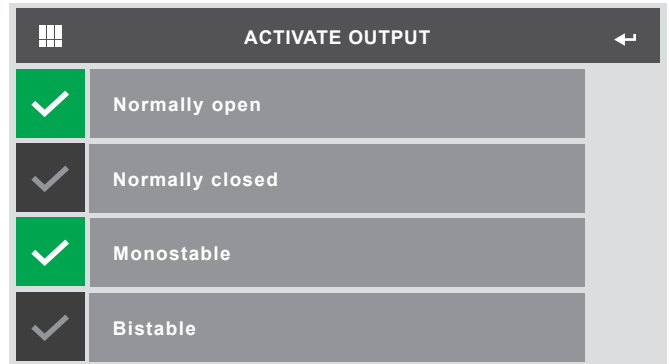 ACTIVATE OUTPUT
Normally open
Normally closed
Monostable
Bistable